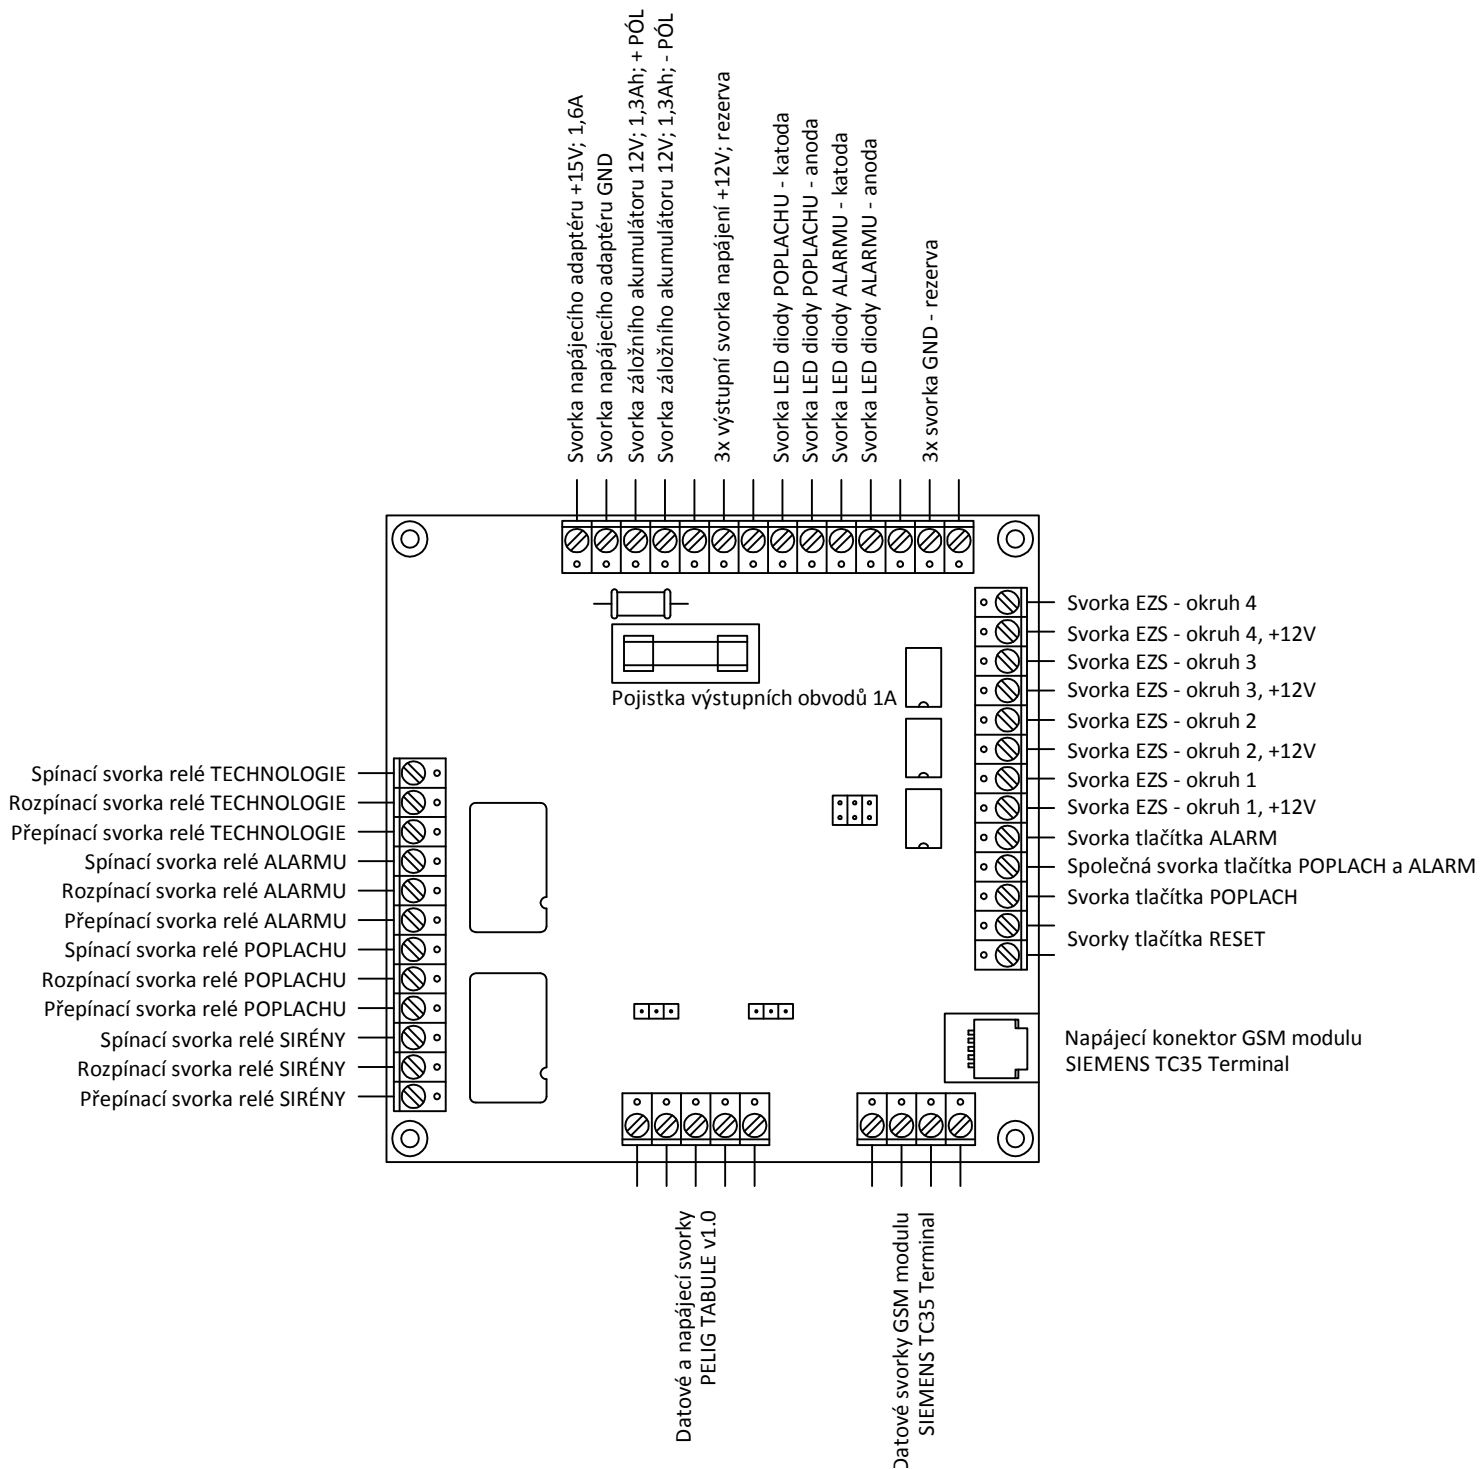 Svorka napájecího adaptéru +15V; 1,6A
Svorka napájecího adaptéru GND
Svorka záložního akumulátoru 12V; 1,3Ah; + PÓL
Svorka záložního akumulátoru 12V; 1,3Ah; - PÓL
3x výstupní svorka napájení +12V; rezerva
Svorka LED diody POPLACHU - katoda
Svorka LED diody POPLACHU - anoda
Svorka LED diody ALARMU - katoda
Svorka LED diody ALARMU - anoda
3x svorka GND - rezerva
Pojistka výstupních obvodů 1A
Svorka EZS - okruh 4
Svorka EZS - okruh 4, +12V
Svorka EZS - okruh 3
Svorka EZS - okruh 3, +12V
Svorka EZS - okruh 2
Svorka EZS - okruh 2, +12V
Svorka EZS - okruh 1
Svorka EZS - okruh 1, +12V
Svorka tlačítka ALARM
Společná svorka tlačítka POPLACH a ALARM
Svorka tlačítka POPLACH
Svorky tlačítka RESET
Spínací svorka relé TECHNOLOGIE
Rozpínací svorka relé TECHNOLOGIE
Přepínací svorka relé TECHNOLOGIE
Spínací svorka relé ALARMU
Rozpínací svorka relé ALARMU
Přepínací svorka relé ALARMU
Spínací svorka relé POPLACHU
Rozpínací svorka relé POPLACHU
Přepínací svorka relé POPLACHU
Spínací svorka relé SIRÉNY
Rozpínací svorka relé SIRÉNY
Přepínací svorka relé SIRÉNY
Napájecí konektor GSM modulu
SIEMENS TC35 Terminal
Datové a napájecí svorky
PELIG TABULE v1.0
Datové svorky GSM modulu
SIEMENS TC35 Terminal